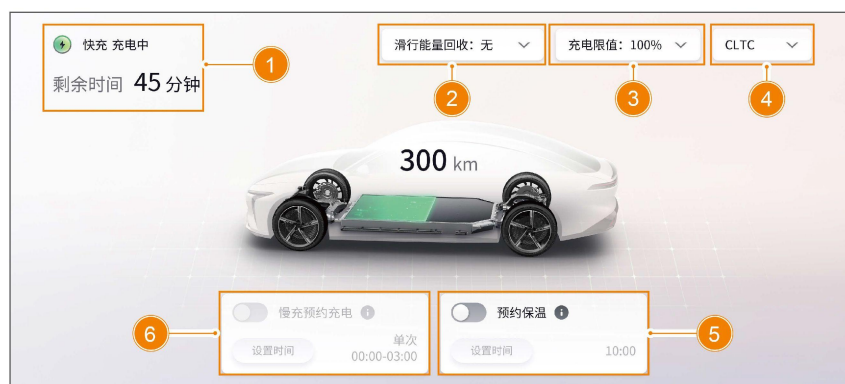 快充 充电中
剩余时间 45 分钟
1
滑行能量回收：无
2
充电限值：100%
3
CLTC
4
300 km
6
慢充预约充电
设置时间
单次
00:00-03:00
预约保温
设置时间
10:00
5